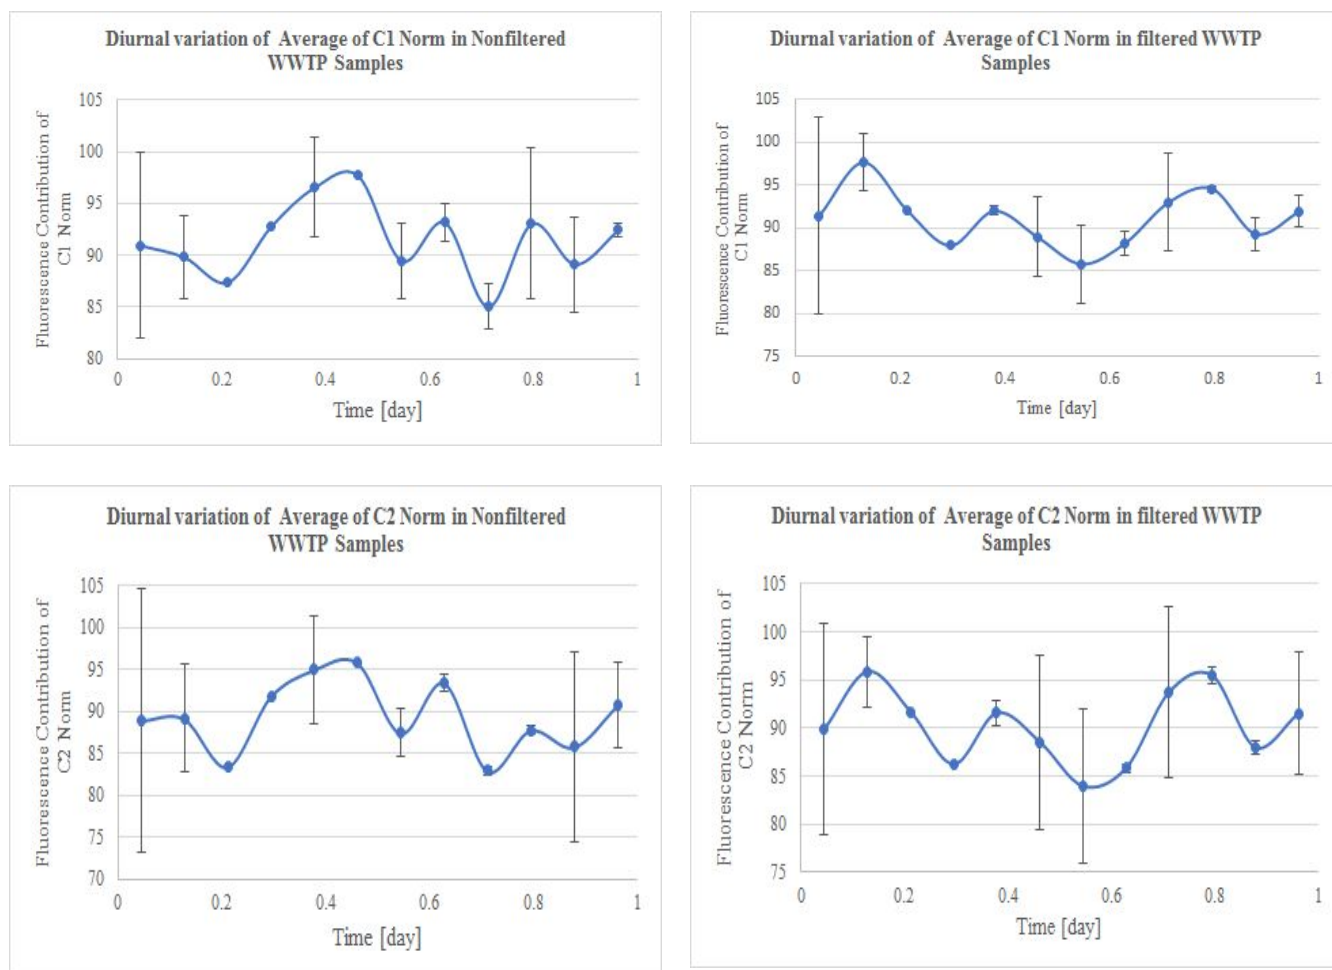 Diurnal variation of Average of C1 Norm in Nonfiltered
WWTP Samples
Fluorescence Contribution of
C1 Norm
105
100
95
90
85
80
0 0.2 0.4 0.6 0.8 1
Time [day]
Diurnal variation of Average of C1 Norm in filtered WWTP
Samples
Fluorescence Contribution of
C1 Norm
105
100
95
90
85
80
75
0 0.2 0.4 0.6 0.8 1
Time [day]
Diurnal variation of Average of C2 Norm in Nonfiltered
WWTP Samples
Fluorescence Contribution of
C2 Norm
105
100
95
90
85
80
75
70
0 0.2 0.4 0.6 0.8 1
Time [day]
Diurnal variation of Average of C2 Norm in filtered WWTP
Samples
Fluorescence Contribution of
C2 Norm
105
100
95
90
85
80
75
0 0.2 0.4 0.6 0.8 1
Time [day]